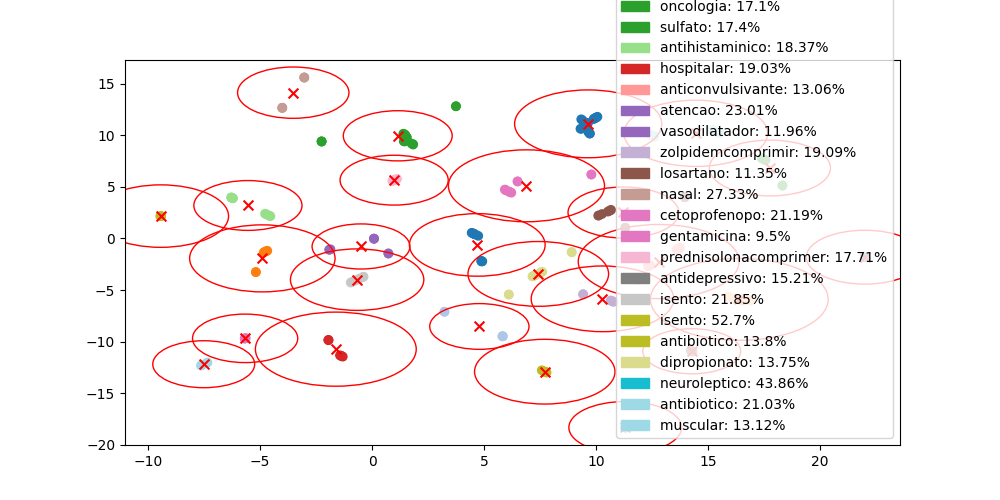 oncologia: 17.1%
sulfato: 17.4%
antihistaminico: 18.37%
hospitalar: 19.03%
anticonvulsivante: 13.06%
atencao: 23.01%
vasodilatador: 11.96%
zolpidemcomprimir: 19.09%
losartano: 11.35%
nasal: 27.33%
cetoprofenopo: 21.19%
gentamicina: 9.5%
prednisolonacomprimer: 17.71%
antidepressivo: 15.21%
isento: 21.85%
isento: 52.7%
antibiotico: 13.8%
dipropionato: 13.75%
neuroleptico: 43.86%
antibiotico: 21.03%
muscular: 13.12%
15
10
5
0
−5
−10
−15
−20
−10
−5
0
5
10
15
20